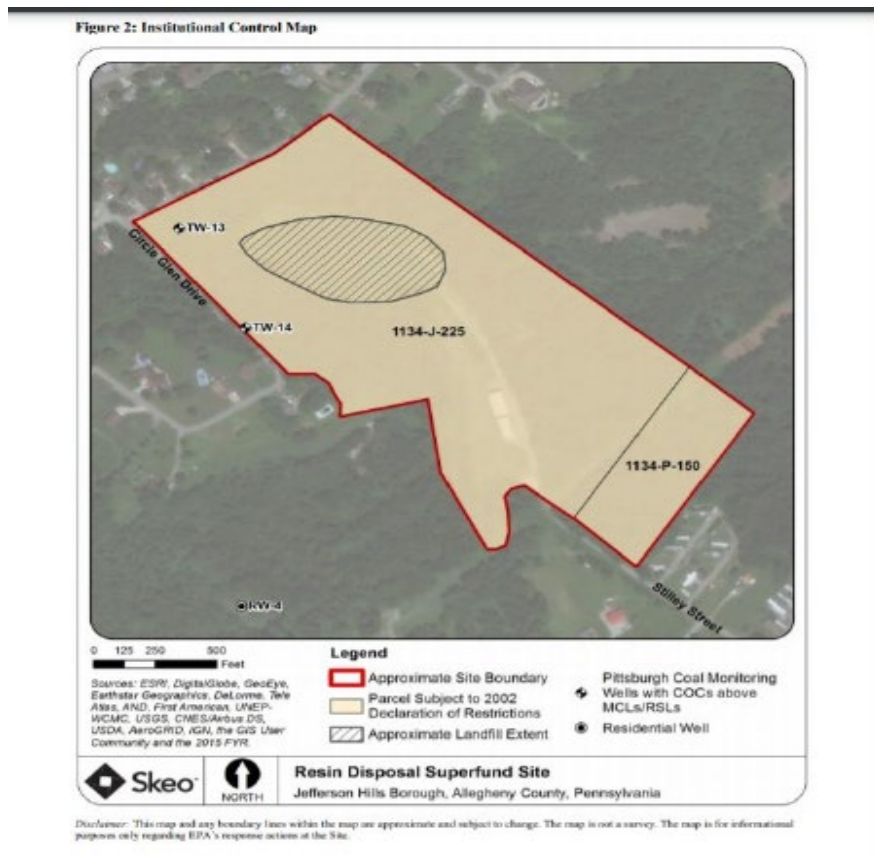 Figure 2: Institutional Control Map
TW-13
Circle Glen Drive
TW-14
1134-J-225
1134-P-150
Stilley Street
RW-4
0 125 250 500
Feet
Sources: ESRI, DigitalGlobe, GeoEye,
Earthstar Geographics, DeLorme, Tele
Atlas, AND, First American, UNEP-
WCMC, USGS, CNES/Airbus DS,
USDA, AeroGRID, IGN, the GIS User
Community and the 2015 FYR.
Legend
Approximate Site Boundary
Parcel Subject to 2002
Declaration of Restrictions
Approximate Landfill Extent
Pittsburgh Coal Monitoring
Wells with COCs above
MCLs/RSLs
Residential Well
Skeo
NORTH
Resin Disposal Superfund Site
Jefferson Hills Borough, Allegheny County, Pennsylvania
Disclaimer: This map and any boundary lines within the map are approximate and subject to change. The map is not a survey. The map is for informational
purposes only regarding EPA's response actions at the Site.